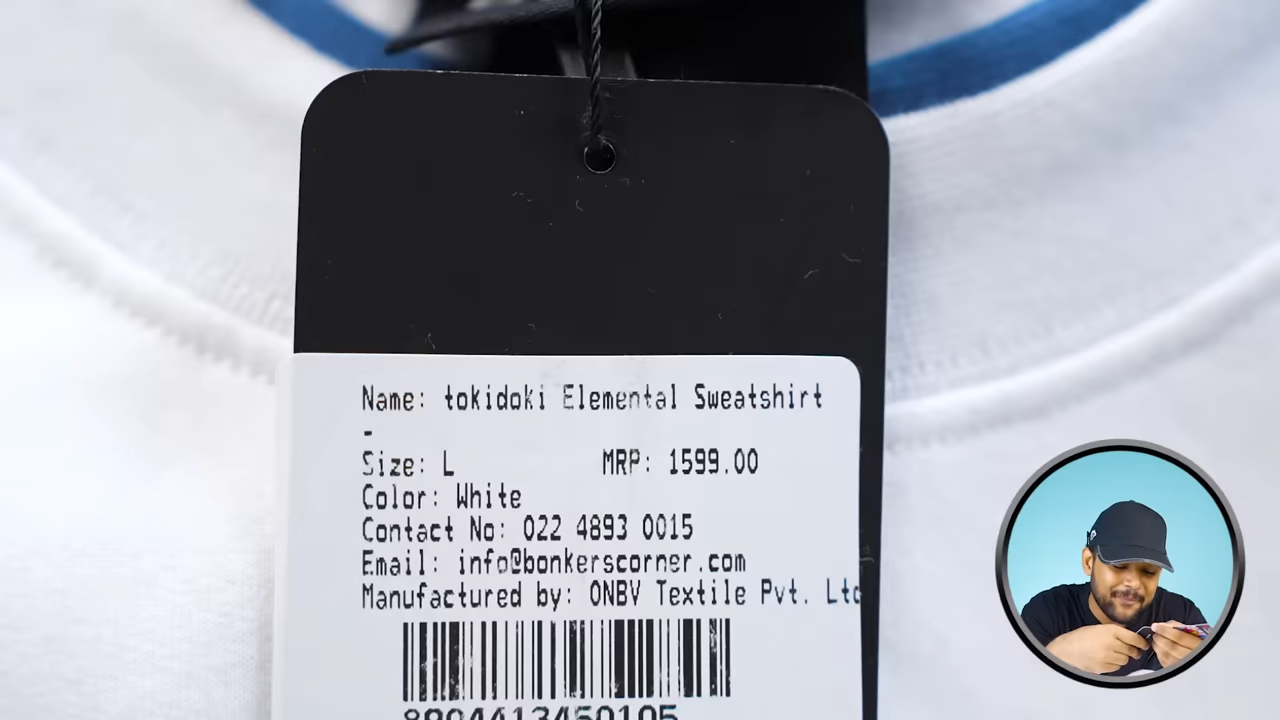 Name: tokidoki Elemental Sweatshirt
-
Size: L MRP: 1599.00
Color: White
Contact No: 022 4893 0015
Email: info@bonkerscorner.com
Manufactured by: ONBV Textile Pvt. Ltd
8904413450105